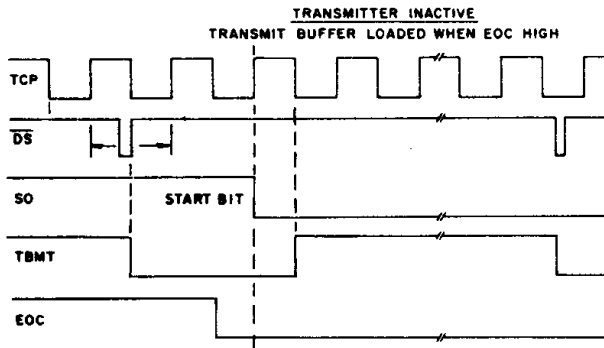 TRANSMITTER INACTIVE
TRANSMIT BUFFER LOADED WHEN EOC HIGH
TCP
DS
SO
START BIT
TBMT
EOC